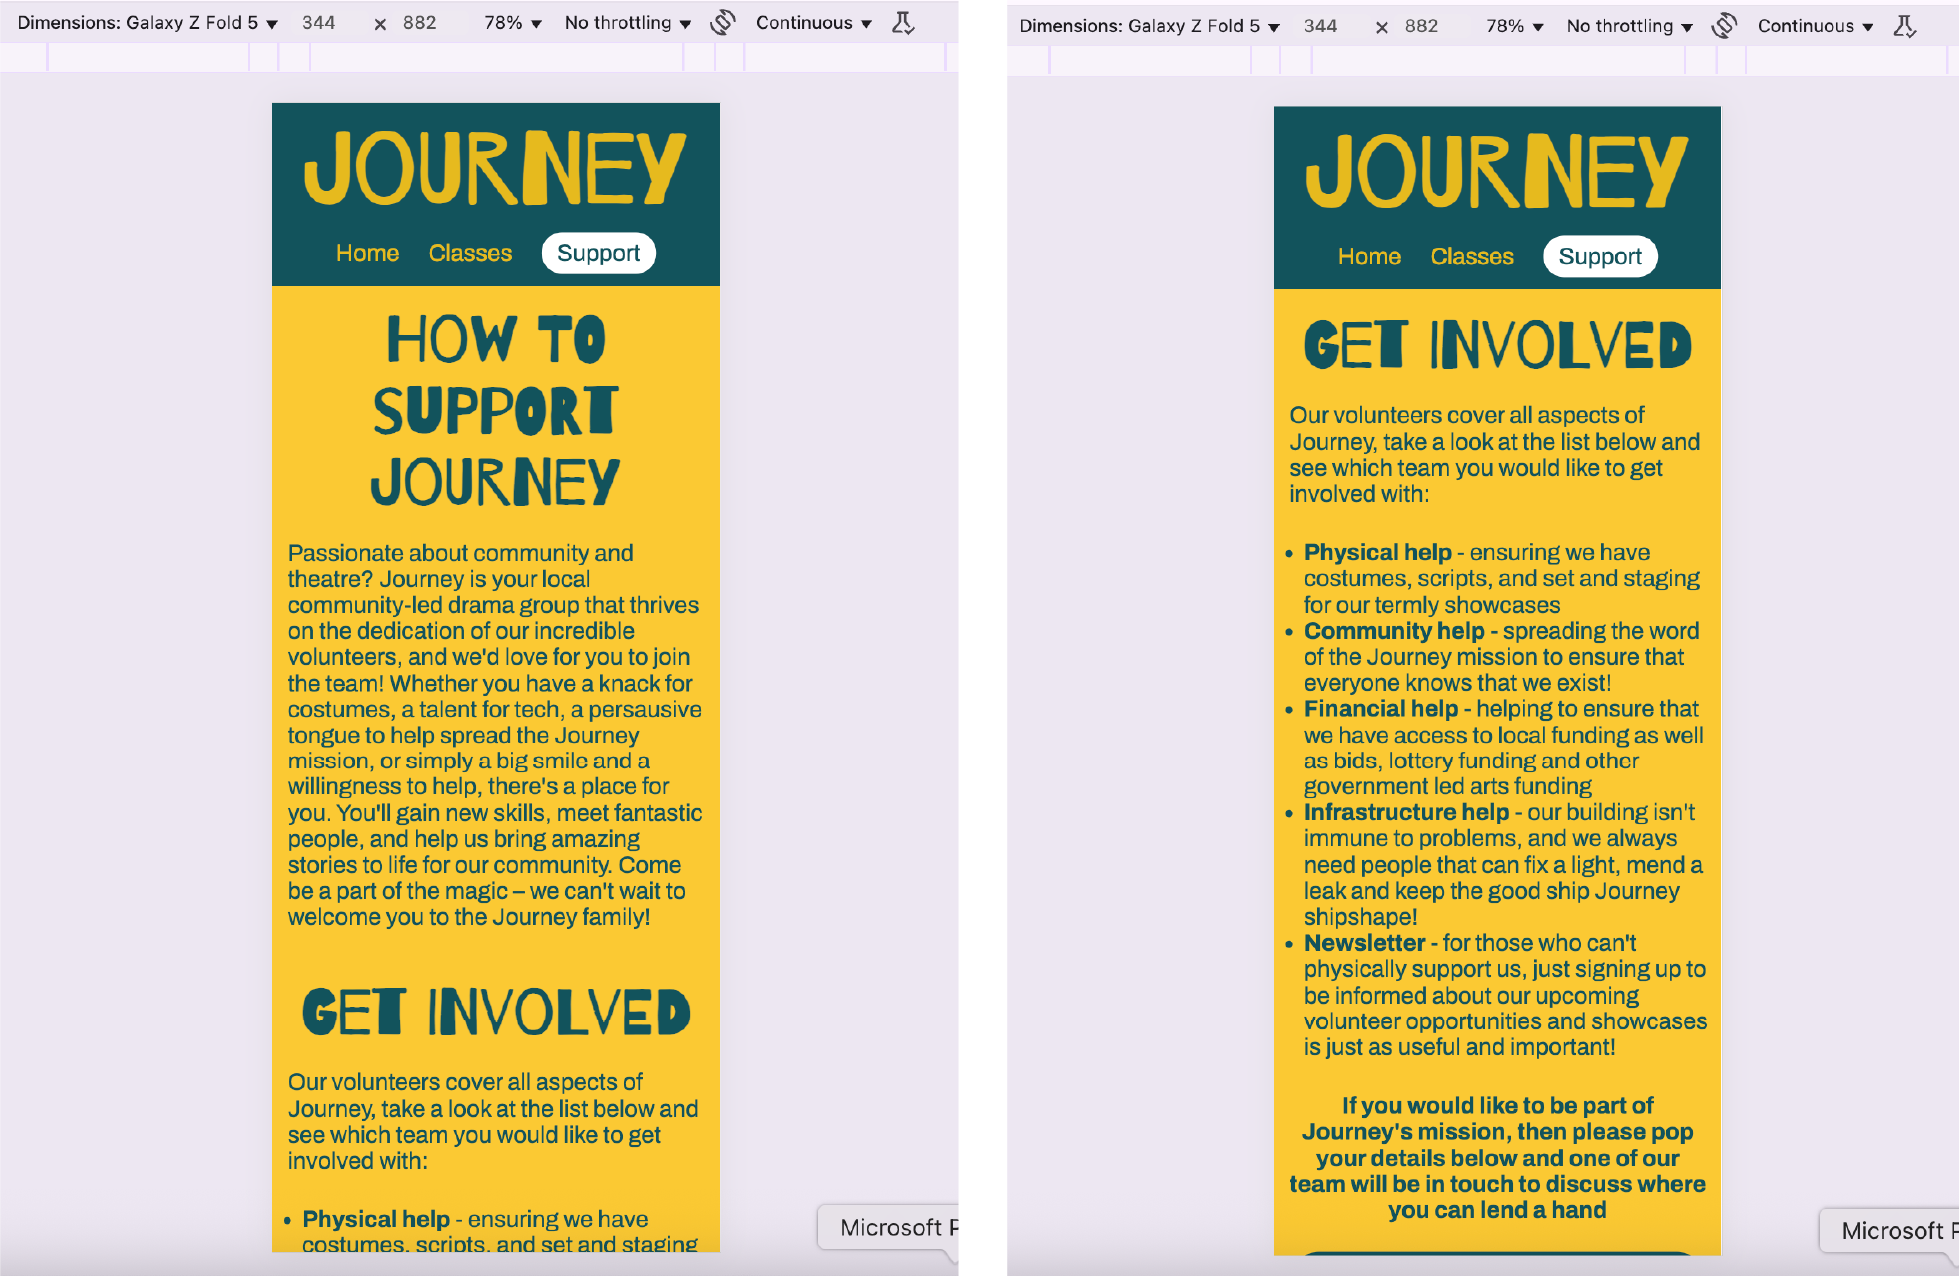 Dimensions: Galaxy Z Fold 5 ▼ 344 × 882 78% ▼ No throttling ▼ Continuous ▼
JOURNEY
Home Classes Support
HOW TO
SUPPORT
JOURNEY
Passionate about community and
theatre? Journey is your local
community-led drama group that thrives
on the dedication of our incredible
volunteers, and we'd love for you to join
the team! Whether you have a knack for
costumes, a talent for tech, a persausive
tongue to help spread the Journey
mission, or simply a big smile and a
willingness to help, there's a place for
you. You'll gain new skills, meet fantastic
people, and help us bring amazing
stories to life for our community. Come
be a part of the magic – we can't wait to
welcome you to the Journey family!
GET INVOLVED
Our volunteers cover all aspects of
Journey, take a look at the list below and
see which team you would like to get
involved with:
• Physical help - ensuring we have
costumes, scripts, and set and staging
Microsoft P
Dimensions: Galaxy Z Fold 5 ▼ 344 × 882 78% ▼ No throttling ▼ Continuous ▼
JOURNEY
Home Classes Support
GET INVOLVED
Our volunteers cover all aspects of
Journey, take a look at the list below and
see which team you would like to get
involved with:
• Physical help - ensuring we have
costumes, scripts, and set and staging
for our termly showcases
• Community help - spreading the word
of the Journey mission to ensure that
everyone knows that we exist!
• Financial help - helping to ensure that
we have access to local funding as well
as bids, lottery funding and other
government led arts funding
• Infrastructure help - our building isn't
immune to problems, and we always
need people that can fix a light, mend a
leak and keep the good ship Journey
shipshape!
• Newsletter - for those who can't
physically support us, just signing up to
be informed about our upcoming
volunteer opportunities and showcases
is just as useful and important!
If you would like to be part of
Journey's mission, then please pop
your details below and one of our
team will be in touch to discuss where
you can lend a hand
Microsoft P